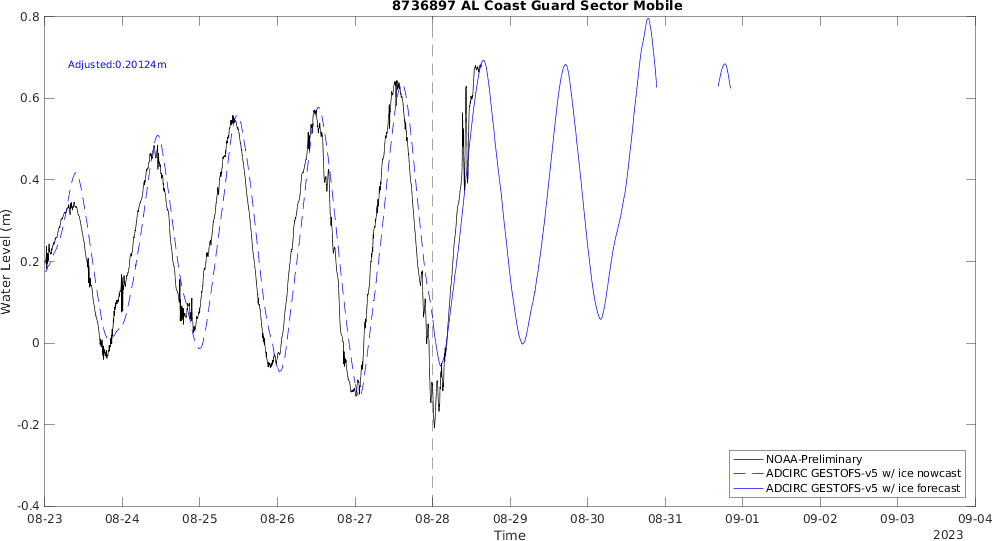 8736897 AL Coast Guard Sector Mobile
Adjusted:0.20124m
Water Level (m)
0.8
0.6
0.4
0.2
0
-0.2
-0.4
08-23 08-24 08-25 08-26 08-27 08-28 08-29 08-30 08-31 09-01 09-02 09-03 09-04
Time
2023
NOAA-Preliminary
ADCIRC GESTOFS-v5 w/ ice nowcast
ADCIRC GESTOFS-v5 w/ ice forecast